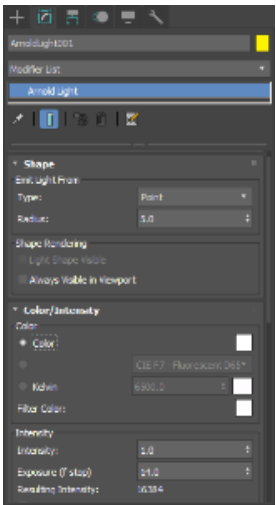 ArnoldLight001
Modifier List
Arnold Light
Shape
Emit Light From
Type: Point
Radius: 5.0
Shape Rendering
Light Shape Visible
Always Visible in Viewport
Color/Intensity
Color
Color
CIE F7 - Fluorescent D65
Kelvin 6500.0
Filter Color:
Intensity
Intensity: 1.0
Exposure (f-stop) 14.0
Resulting Intensity: 16384